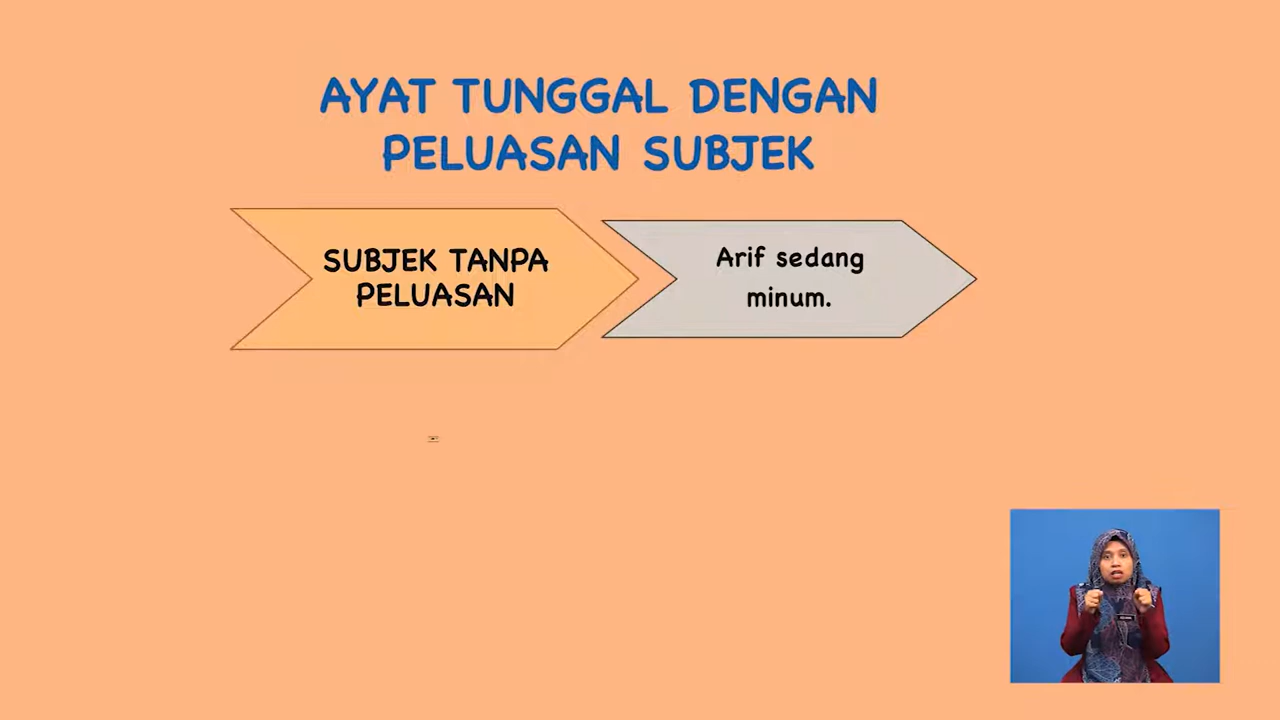 AYAT TUNGGAL DENGAN
PELUASAN SUBJEK
SUBJEK TANPA
PELUASAN
Arif sedang
minum.